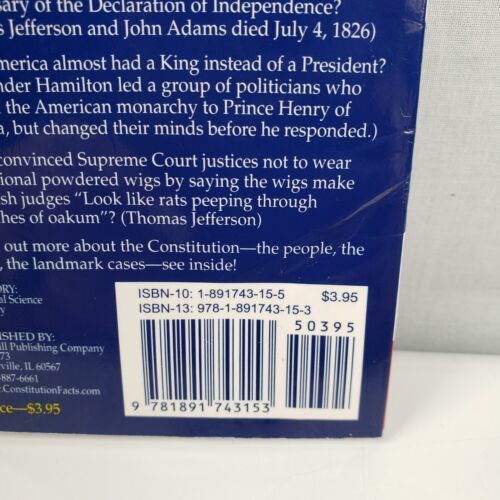 sary of the Declaration of Independence?
s Jefferson and John Adams died July 4, 1826)
merica almost had a King instead of a President?
nder Hamilton led a group of politicians who
the American monarchy to Prince Henry of
a, but changed their minds before he responded.)
convinced Supreme Court justices not to wear
ional powdered wigs by saying the wigs make
sh judges “Look like rats peeping through
hes of oakum”? (Thomas Jefferson)
out more about the Constitution—the people, the
, the landmark cases—see inside!
ORY:
al Science
y
LISHED BY:
ll Publishing Company
73
rville, IL 60567
-887-6661
.ConstitutionFacts.com
ce—$3.95
ISBN-10: 1-891743-15-5 $3.95
ISBN-13: 978-1-891743-15-3
50395
9 781891 743153